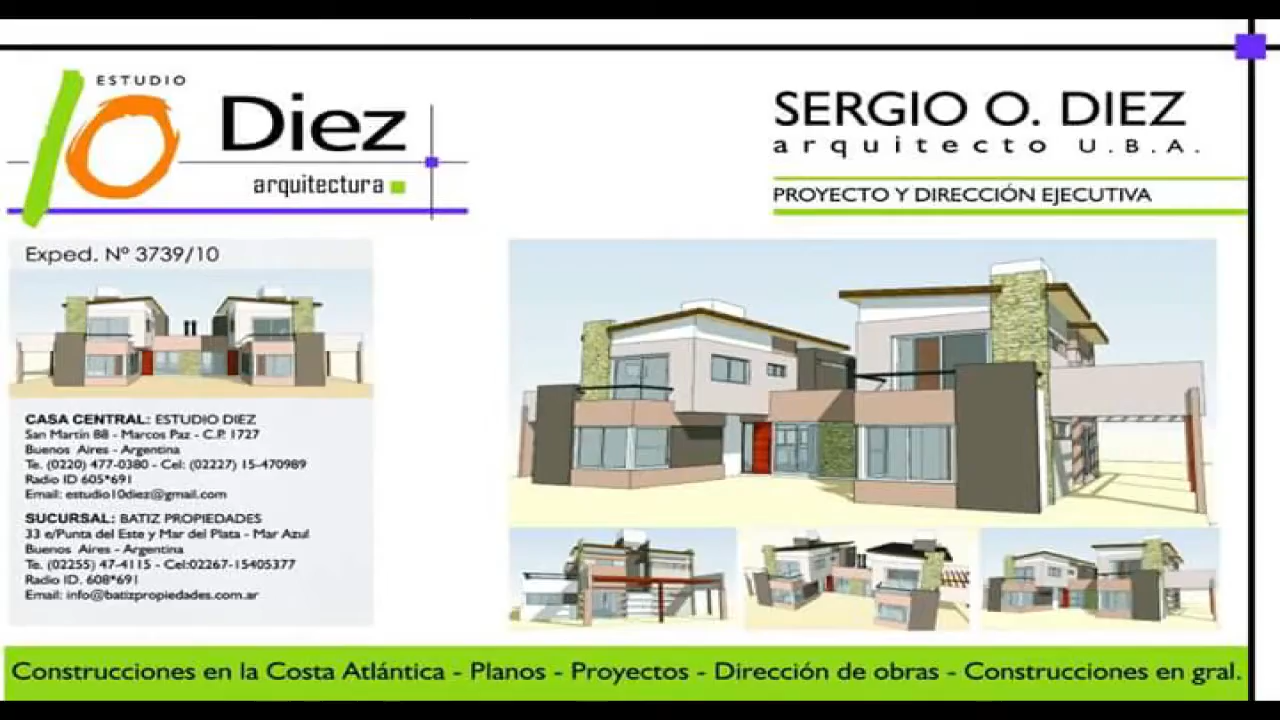 ESTUDIO
10 Diez
arquitectura
SERGIO O. DIEZ
arquitecto U.B.A.
PROYECTO Y DIRECCIÓN EJECUTIVA
Exped. Nº 3739/10
CASA CENTRAL: ESTUDIO DIEZ
San Martín 88 - Marcos Paz - C.P. 1727
Buenos Aires - Argentina
Te. (0220) 477-0380 - Cel: (02227) 15-470989
Radio ID 605*691
Email: estudio10diez@gmail.com
SUCURSAL: BATIZ PROPIEDADES
33 e/Punta del Este y Mar del Plata - Mar Azul
Buenos Aires - Argentina
Te. (02255) 47-4115 - Cel:02267-15405377
Radio ID. 608*691
Email: info@batizpropiedades.com.ar
Construcciones en la Costa Atlántica - Planos - Proyectos - Dirección de obras - Construcciones en gral.